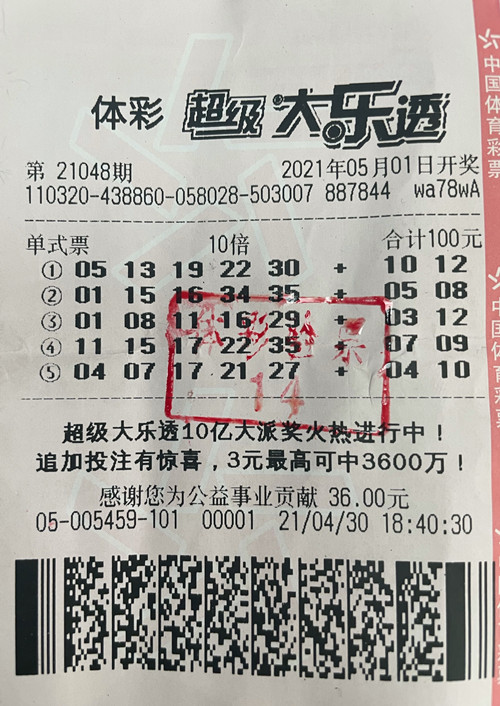 体彩 超级大乐透
第 21048期 2021年05月01日开奖
110320-438860-058028-503007 887844 wa78wA
单式票 10倍 合计100元
① 05 13 19 22 30 + 10 12
② 01 15 16 34 35 + 05 08
③ 01 08 11 16 29 + 03 12
④ 11 15 17 22 35 + 07 09
⑤ 04 07 17 21 27 + 04 10
14
超级大乐透10亿大派奖火热进行中！
追加投注有惊喜，3元最高可中3600万！
感谢您为公益事业贡献 36.00元
05-005459-101 00001 21/04/30 18:40:30
中国体育彩票
中国体育彩票